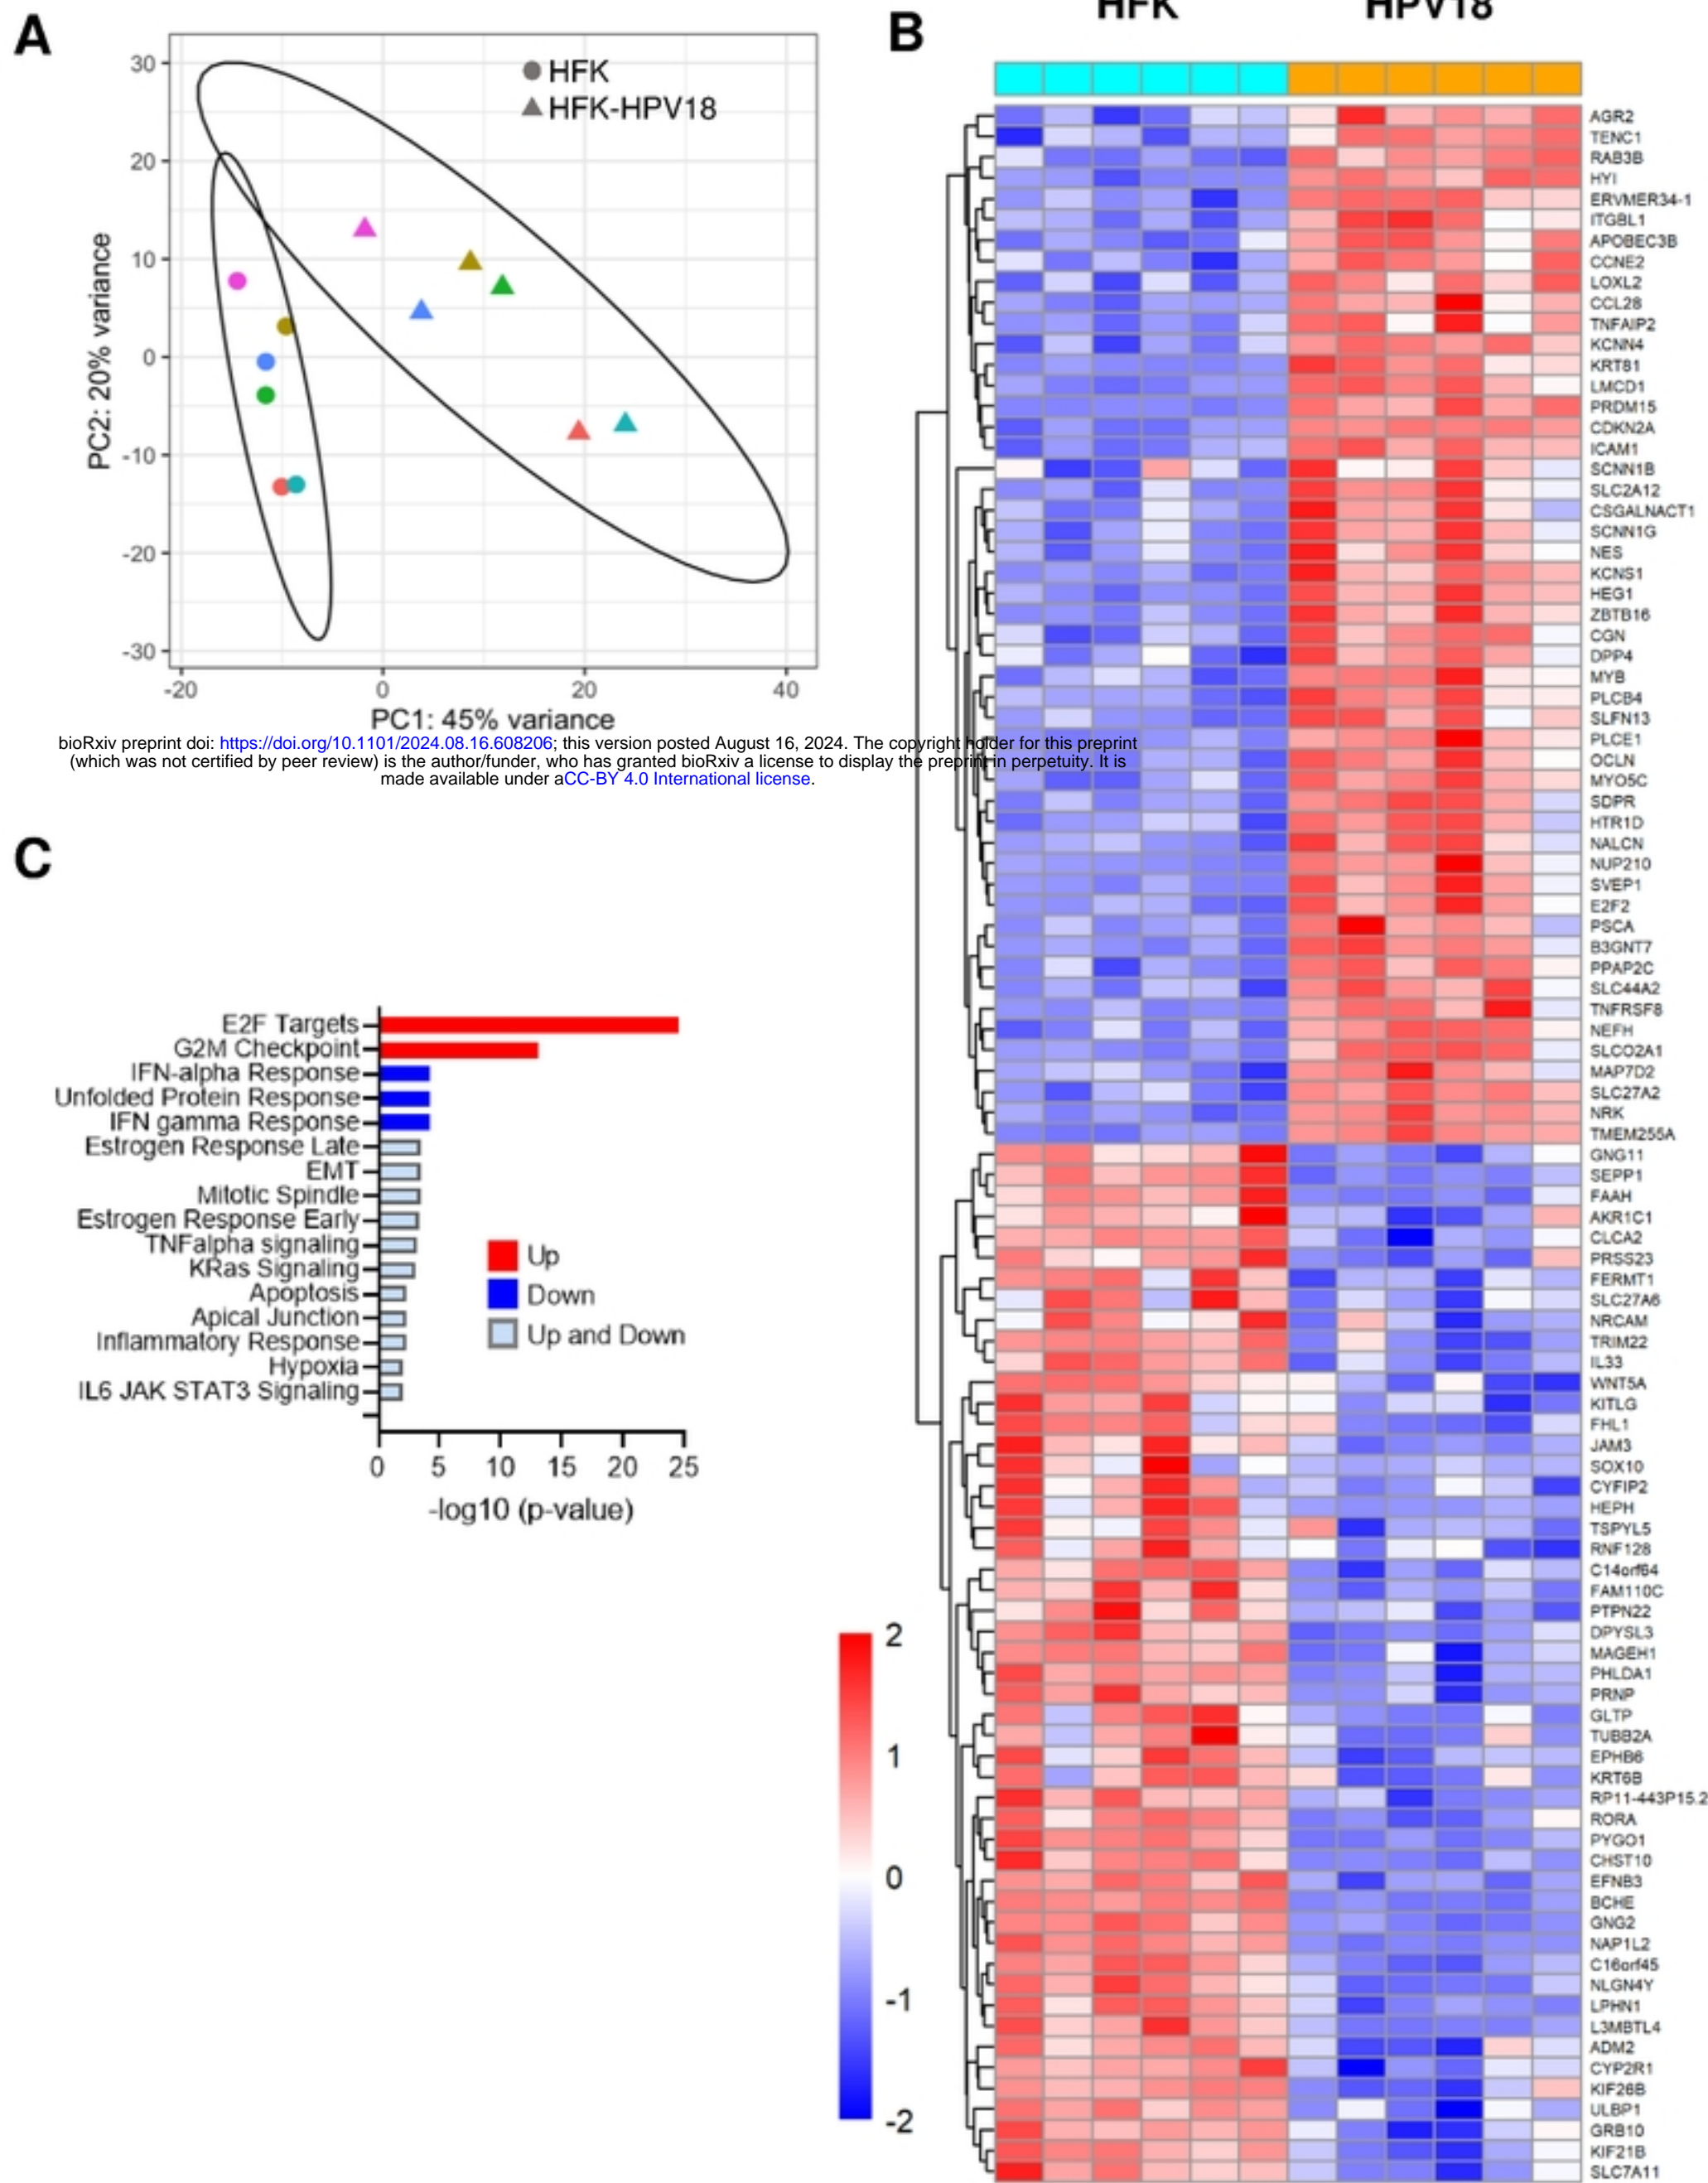 A
30
20
10
0
-10
-20
-30
PC2: 20% variance
HFK
HFK-HPV18
-20
0
20
40
PC1: 45% variance
bioRxiv preprint doi: https://doi.org/10.1101/2024.08.16.608206; this version posted August 16, 2024. The copyright holder for this preprint
(which was not certified by peer review) is the author/funder, who has granted bioRxiv a license to display the preprint in perpetuity. It is
made available under aCC-BY 4.0 International license.
B
HFK
HPV18
AGR2
TENC1
RAB3B
HYI
ERVMER34-1
ITGBL1
APOBEC3B
CCNE2
LOXL2
CCL28
TNFAIP2
KCNN4
KRT81
LMCD1
PRDM15
CDKN2A
ICAM1
SCNN1B
SLC2A12
CSGALNACT1
SCNN1G
NES
KCNS1
HEG1
ZBTB16
CGN
DPP4
MYB
PLCB4
SLFN13
PLCE1
OCLN
MYO5C
SDPR
HTR1D
NALCN
NUP210
SVEP1
E2F2
PSCA
B3GNT7
PPAP2C
SLC44A2
TNFRSF8
NEFH
SLCO2A1
MAP7D2
SLC27A2
NRK
TMEM255A
GNG11
SEPP1
FAAH
AKR1C1
CLCA2
PRSS23
FERMT1
SLC27A6
NRCAM
TRIM22
IL33
WNT5A
KITLG
FHL1
JAM3
SOX10
CYFIP2
HEPH
TSPYL5
RNF128
C14orf64
FAM110C
PTPN22
DPYSL3
MAGEH1
PHLDA1
PRNP
GLTP
TUBB2A
EPHB6
KRT6B
RP11-443P15.2
RORA
PYGO1
CHST10
EFNB3
BCHE
GNG2
NAP1L2
C16orf45
NLGN4Y
LPHN1
L3MBTL4
ADM2
CYP2R1
KIF26B
ULBP1
GRB10
KIF21B
SLC7A11
2
1
0
-1
-2
C
E2F Targets
G2M Checkpoint
IFN-alpha Response
Unfolded Protein Response
IFN gamma Response
Estrogen Response Late
EMT
Mitotic Spindle
Estrogen Response Early
TNFalpha signaling
KRas Signaling
Apoptosis
Apical Junction
Inflammatory Response
Hypoxia
IL6 JAK STAT3 Signaling
Up
Down
Up and Down
0
5
10
15
20
25
-log10 (p-value)